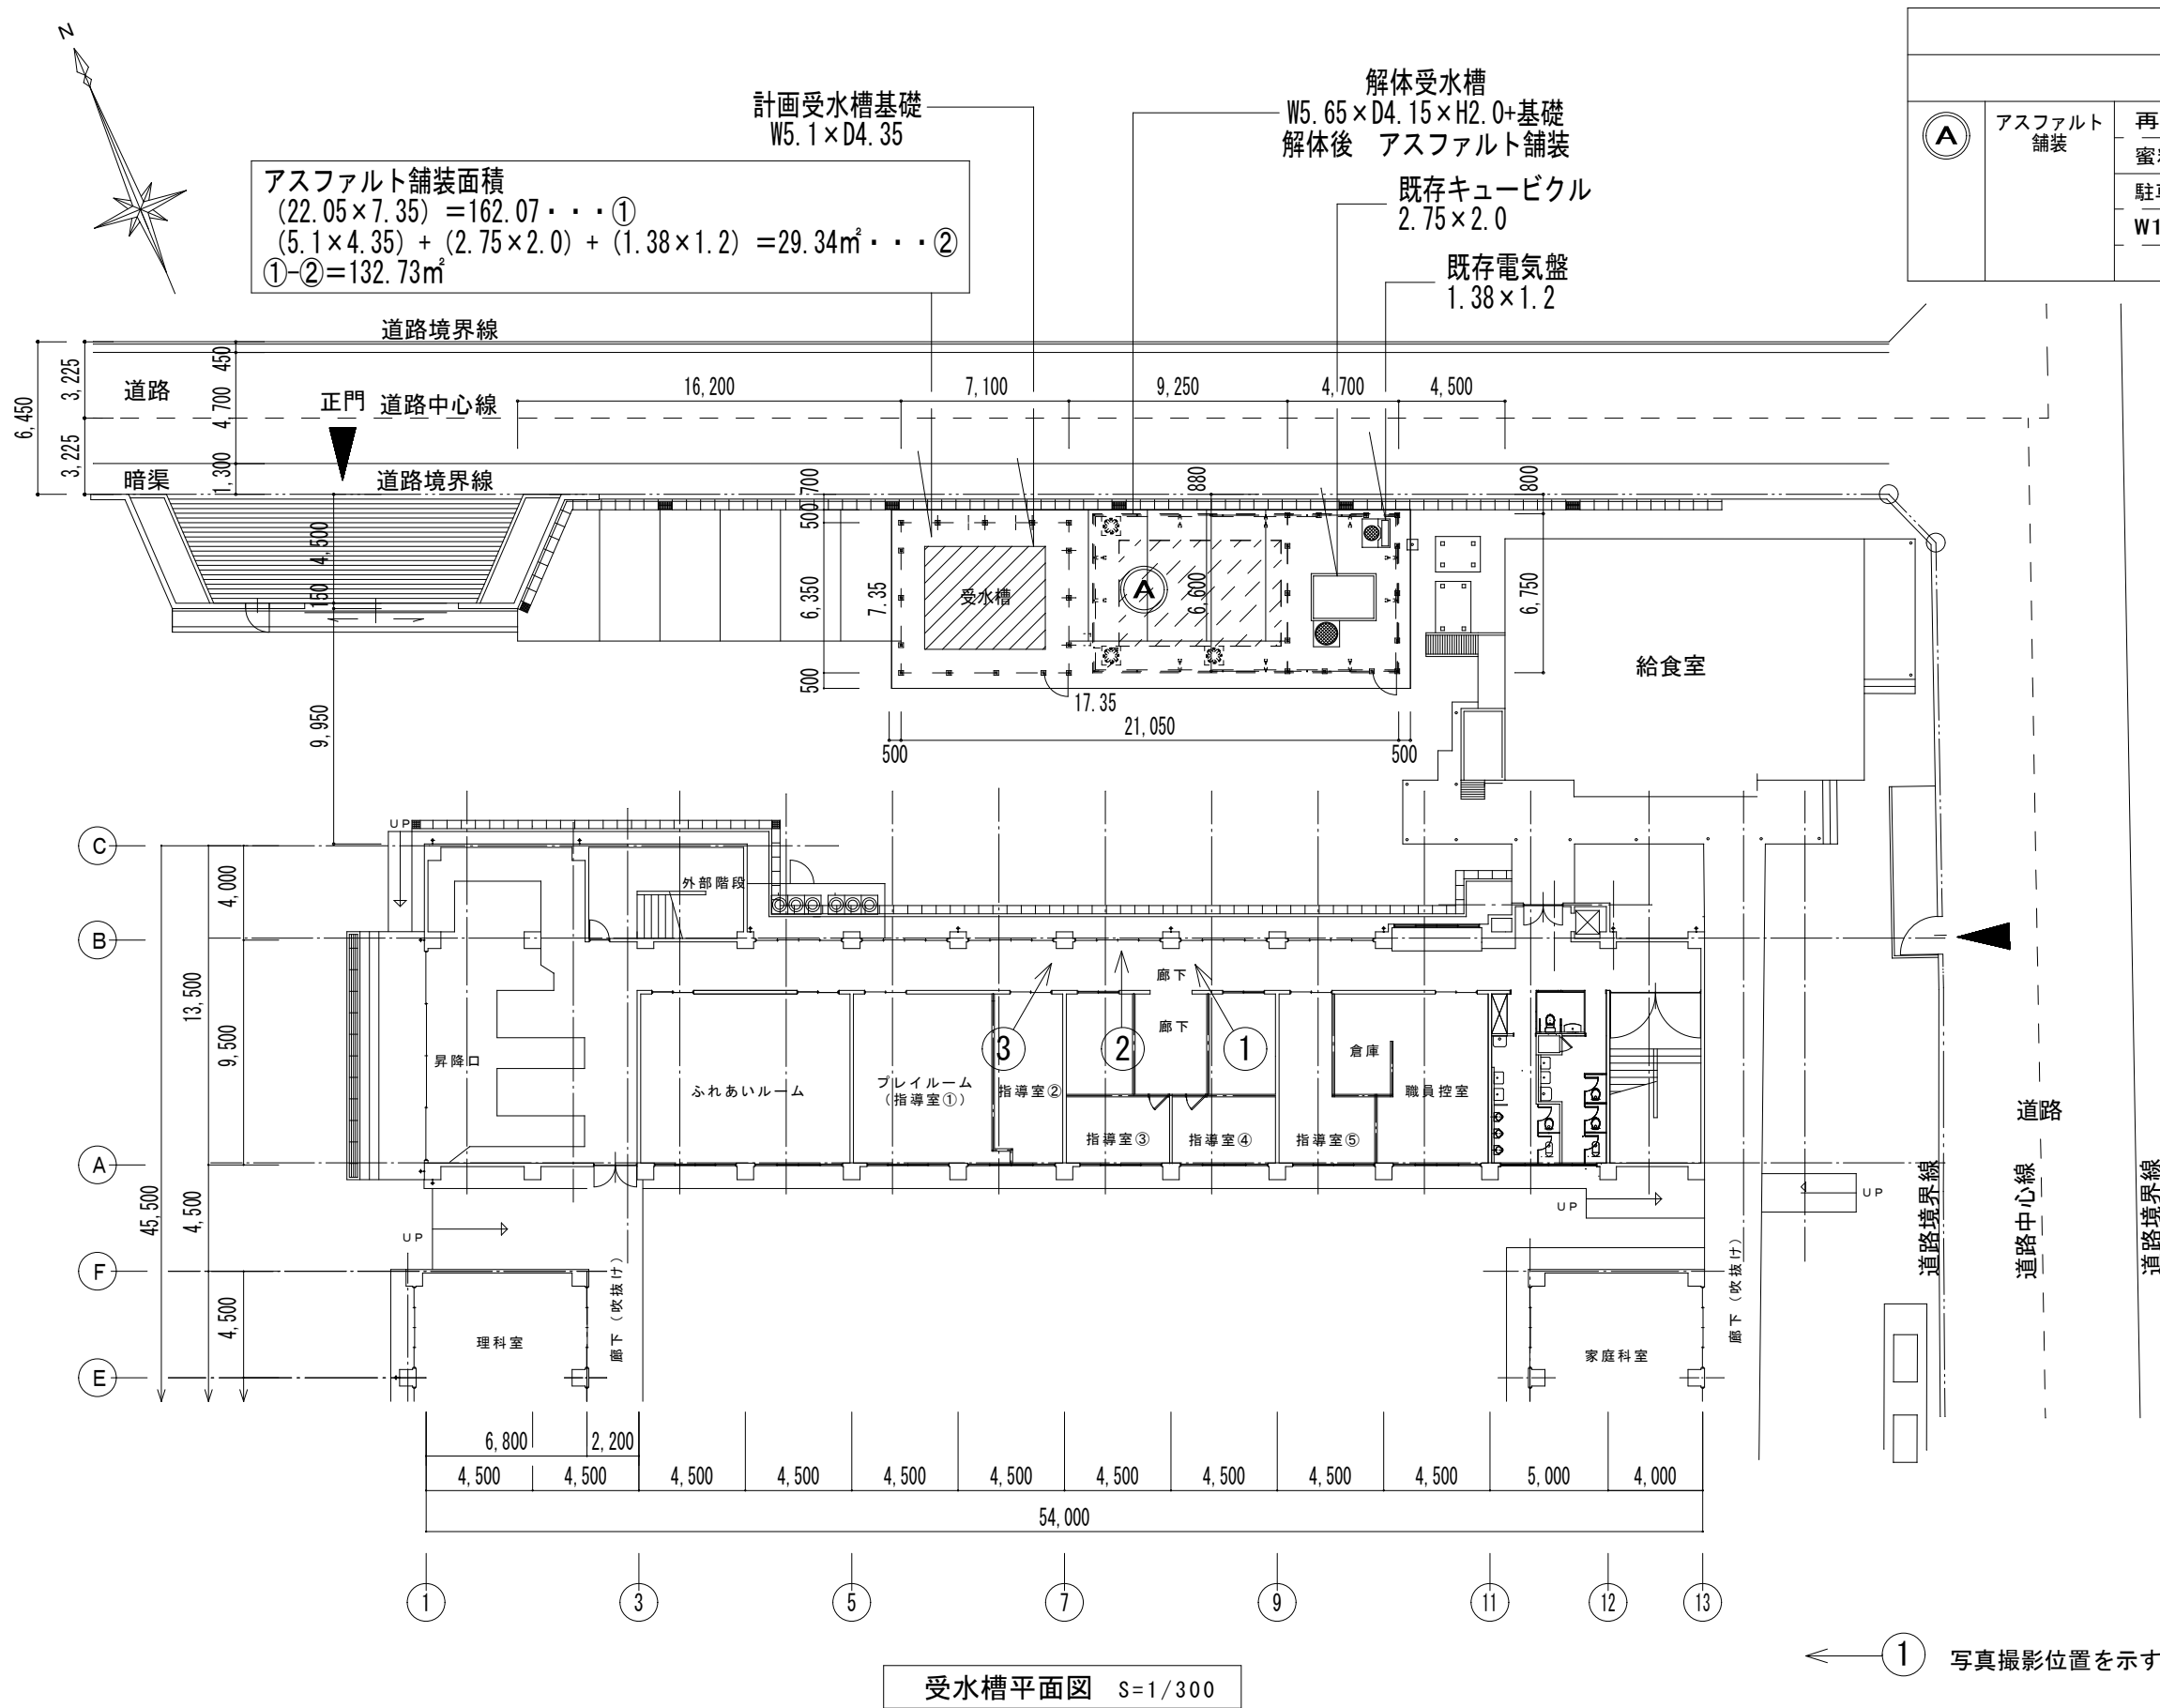 N
計画受水槽基礎
W5.1×D4.35
解体受水槽
W5.65×D4.15×H2.0+基礎
解体後 アスファルト舗装
既存キュービクル
2.75×2.0
既存電気盤
1.38×1.2
A
アスファルト
舗装
再
駐
W1
アスファルト舗装面積
(22.05×7.35) =162.07・・・①
(5.1×4.35) + (2.75×2.0) + (1.38×1.2) =29.34㎡・・・②
①-②=132.73㎡
道路境界線
道路
正門
道路中心線
暗渠
道路境界線
6,450
3,225
3,225
450
4,700
1,300
16,200
7,100
9,250
4,700
4,500
4,500
150
9,950
700
500
6,350
7.35
500
880
6,600
800
6,750
受水槽
A
17.35
21,050
500
500
給食室
UP
外部階段
C
B
A
F
E
4,000
13,500
9,500
45,500
4,500
4,500
昇降口
ふれあいルーム
プレイルーム
(指導室①)
指導室②
指導室③
指導室④
指導室⑤
廊下
廊下
倉庫
職員控室
③
②
①
UP
UP
UP
理科室
廊下(吹抜け)
家庭科室
廊下(吹抜け)
道路
道路境界線
道路中心線
道路境界線
6,800
2,200
4,500
4,500
4,500
4,500
4,500
4,500
4,500
4,500
4,500
4,500
5,000
4,000
54,000
1
3
5
7
9
11
12
13
① 写真撮影位置を示す
受水槽平面図 S=1/300